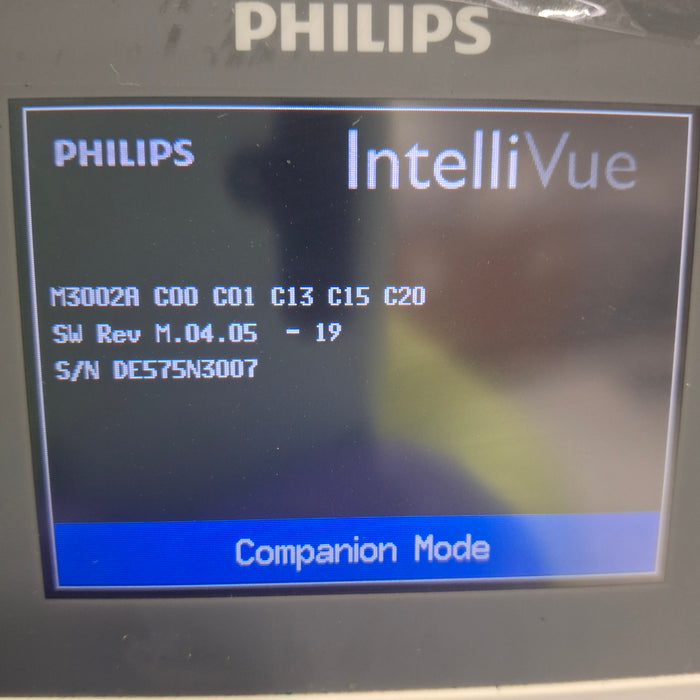 PHILIPS
PHILIPS
IntelliVue
M3002A C00 C01 C13 C15 C20
SW Rev M.04.05 - 19
S/N DE575N3007
Companion Mode